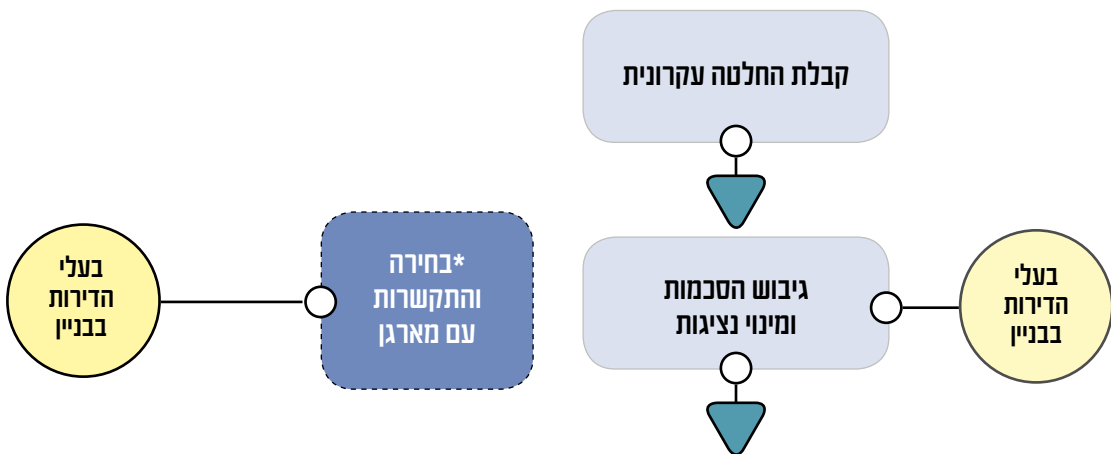 קבלת החלטה עקרונית
בעלי
הדירות
בבניין
גיבוש הסכמות
ומינוי נציגות
*בחירה
והתקשרות
עם מארגן
בעלי
הדירות
בבניין